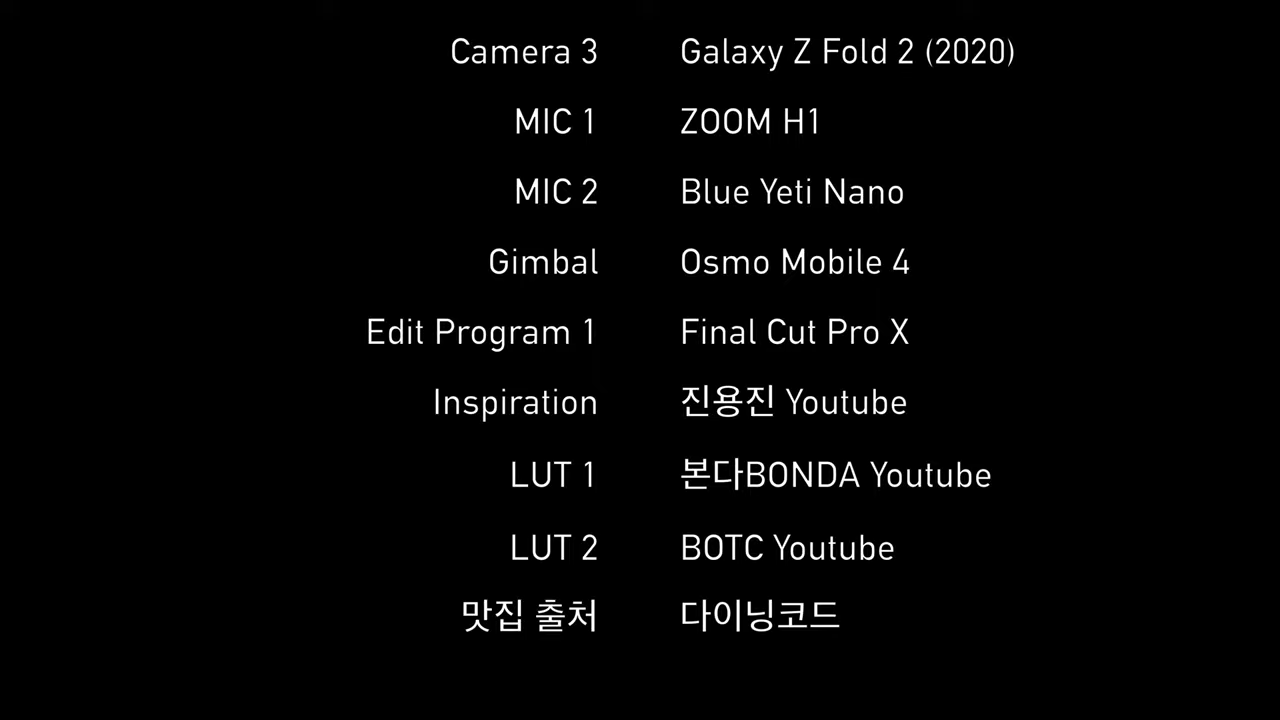 Camera 3 Galaxy Z Fold 2 (2020)
MIC 1 ZOOM H1
MIC 2 Blue Yeti Nano
Gimbal Osmo Mobile 4
Edit Program 1 Final Cut Pro X
Inspiration 진용진 Youtube
LUT 1 본다BONDA Youtube
LUT 2 BOTC Youtube
맛집 출처 다이닝코드